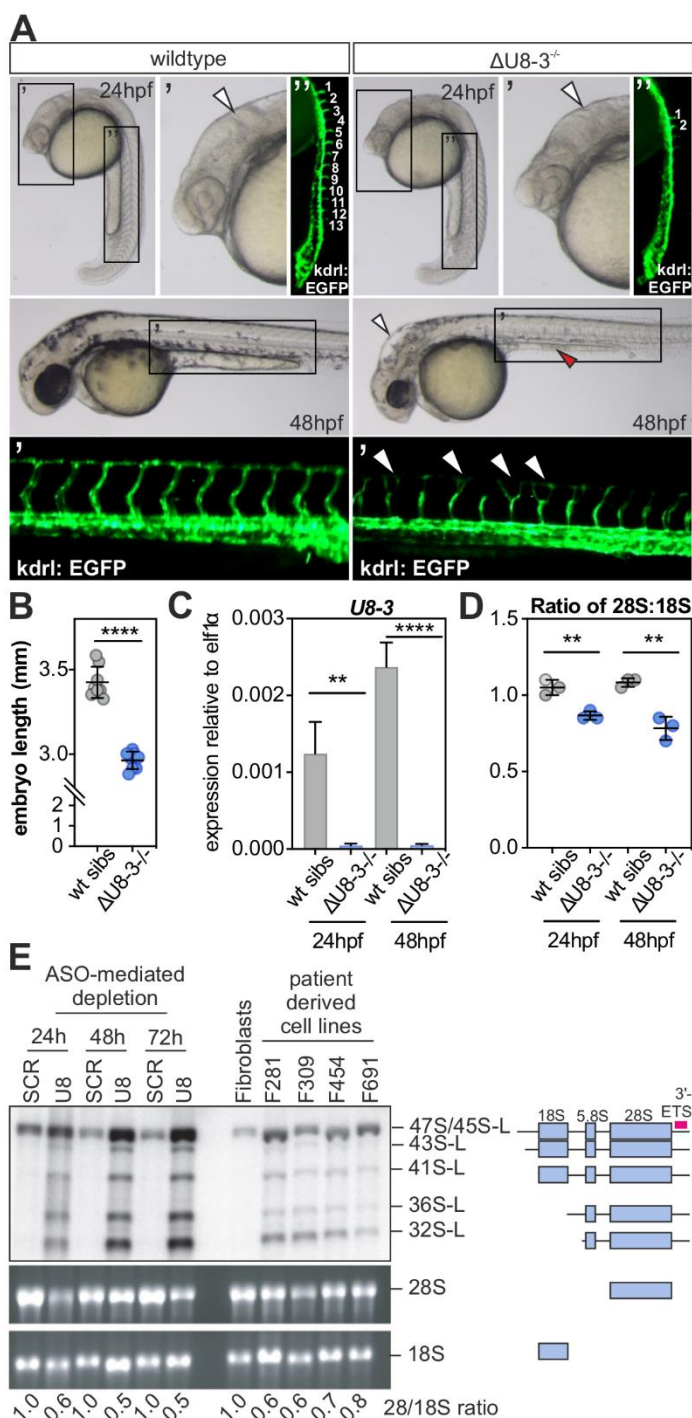 A
wildtype
ΔU8-3-/-
24hpf
’
’
’’
’’
1
2
3
4
5
6
7
8
9
10
11
12
13
kdrl:
EGFP
24hpf
’
’
’’
’’
1
2
kdrl:
EGFP
’
48hpf
’
48hpf
’
kdrl: EGFP
’
kdrl: EGFP
B
embryo length (mm)
****
3.5
3.0
2
1
0
wt sibs
ΔU8-3-/-
C
U8-3
expression relative to elf1α
0.003
0.002
0.001
0.000
**
****
wt sibs
ΔU8-3-/-
wt sibs
ΔU8-3-/-
24hpf
48hpf
D
Ratio of 28S:18S
1.5
1.0
0.5
0.0
**
**
wt sibs
ΔU8-3-/-
wt sibs
ΔU8-3-/-
24hpf
48hpf
E
ASO-mediated
depletion
24h 48h 72h
SCR U8 SCR U8 SCR U8
patient
derived
cell lines
Fibroblasts F281 F309 F454 F691
47S/45S-L
43S-L
41S-L
36S-L
32S-L
28S
18S
18S 5.8S 28S 3'-
ETS
1.0 0.6 1.0 0.5 1.0 0.5 1.0 0.6 0.6 0.7 0.8 28/18S ratio